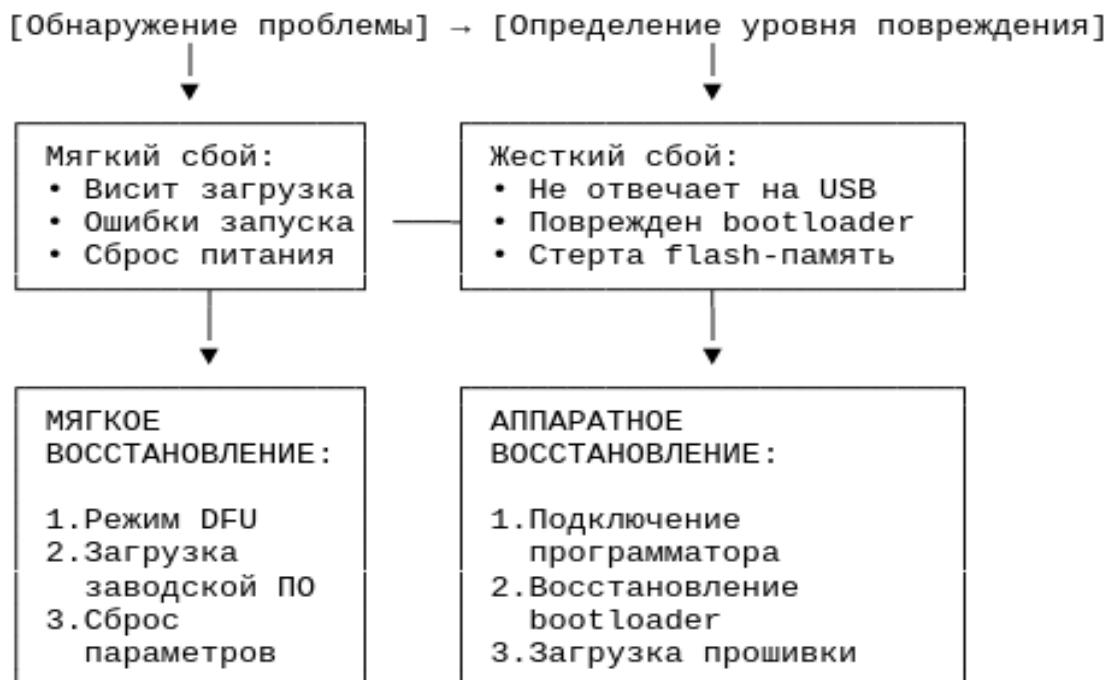 [Обнаружение проблемы] → [Определение уровня повреждения]
Мягкий сбой:
• Висит загрузка
• Ошибки запуска
• Сброс питания
Жесткий сбой:
• Не отвечает на USB
• Поврежден bootloader
• Стерта flash-память
МЯГКОЕ
ВОССТАНОВЛЕНИЕ:
1.Режим DFU
2.Загрузка
заводской ПО
3.Сброс
параметров
АППАРАТНОЕ
ВОССТАНОВЛЕНИЕ:
1.Подключение
программатора
2.Восстановление
bootloader
3.Загрузка прошивки